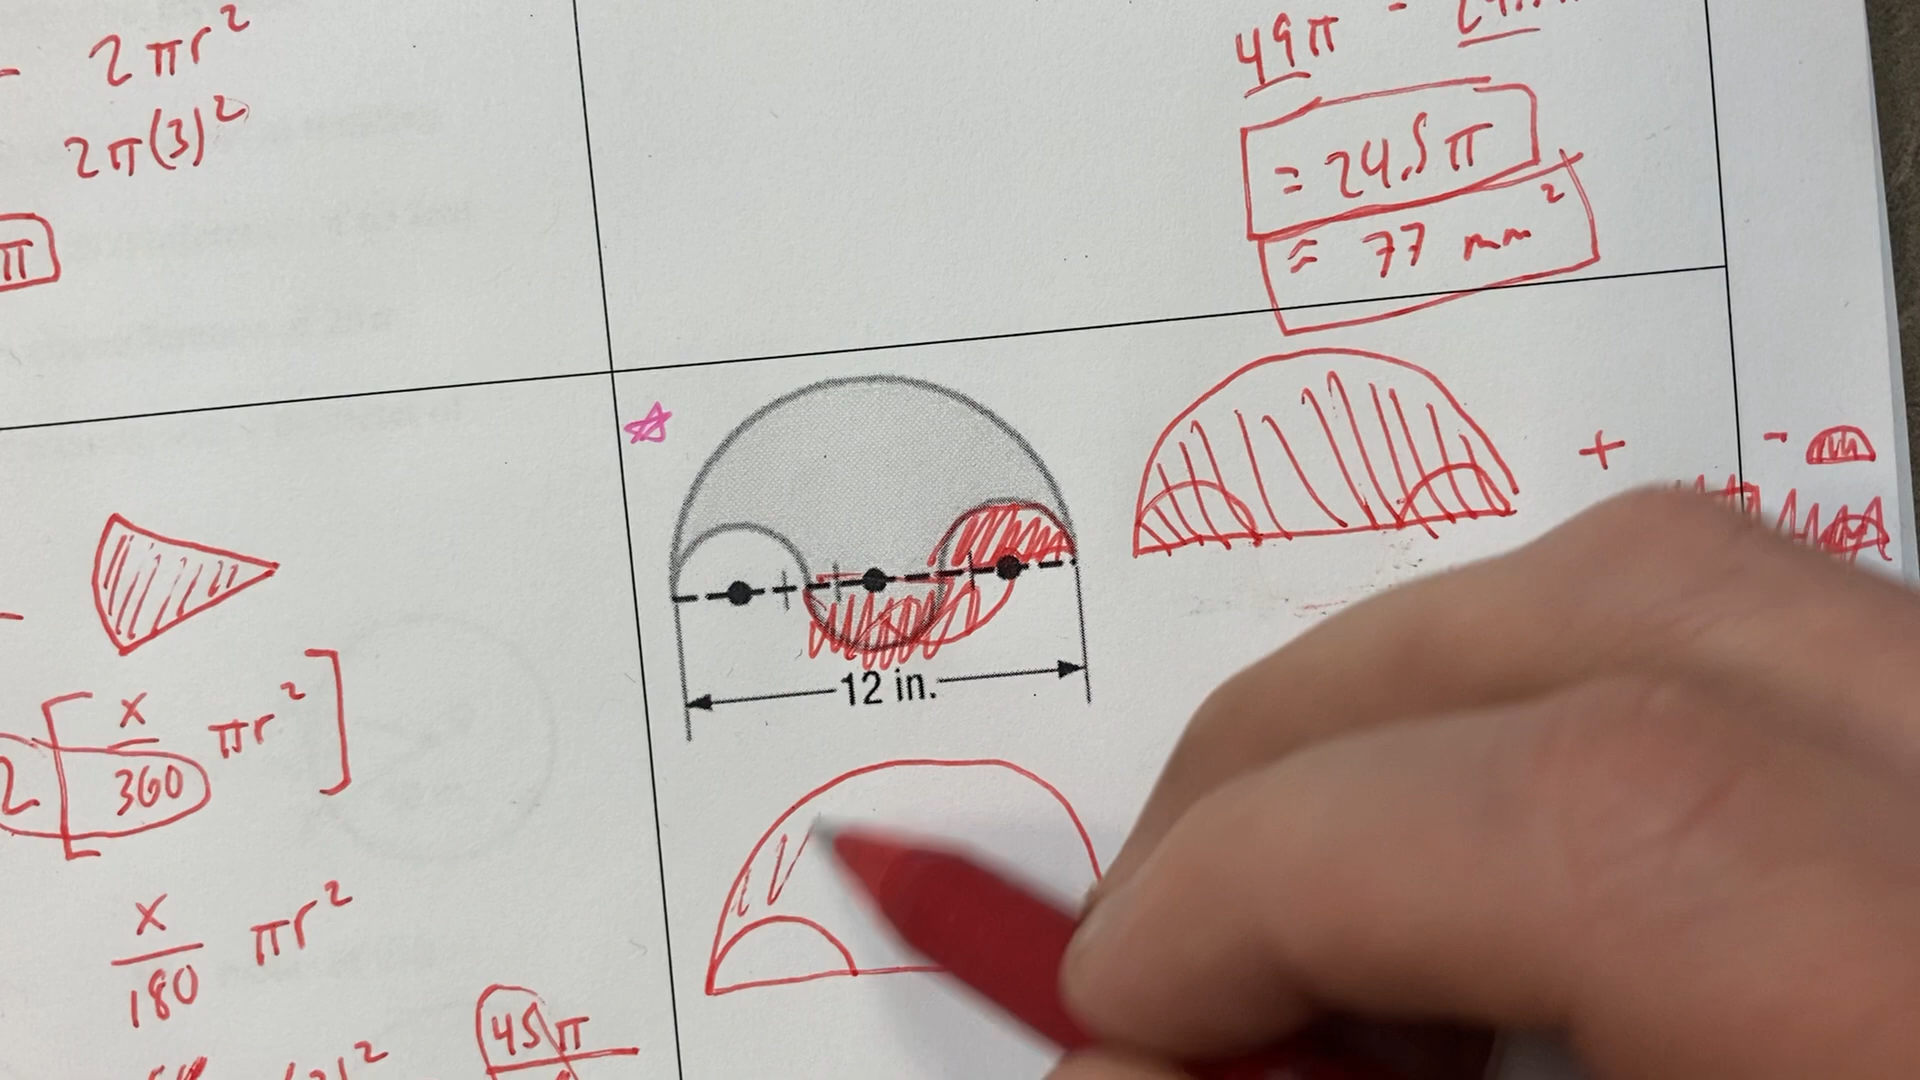 2πr²
2π(3)²
π
49π -
= 24.5π
≈ 77 mm²
+ -
12 in.
2 [ x/360 πr² ]
x/180 πr²
45π